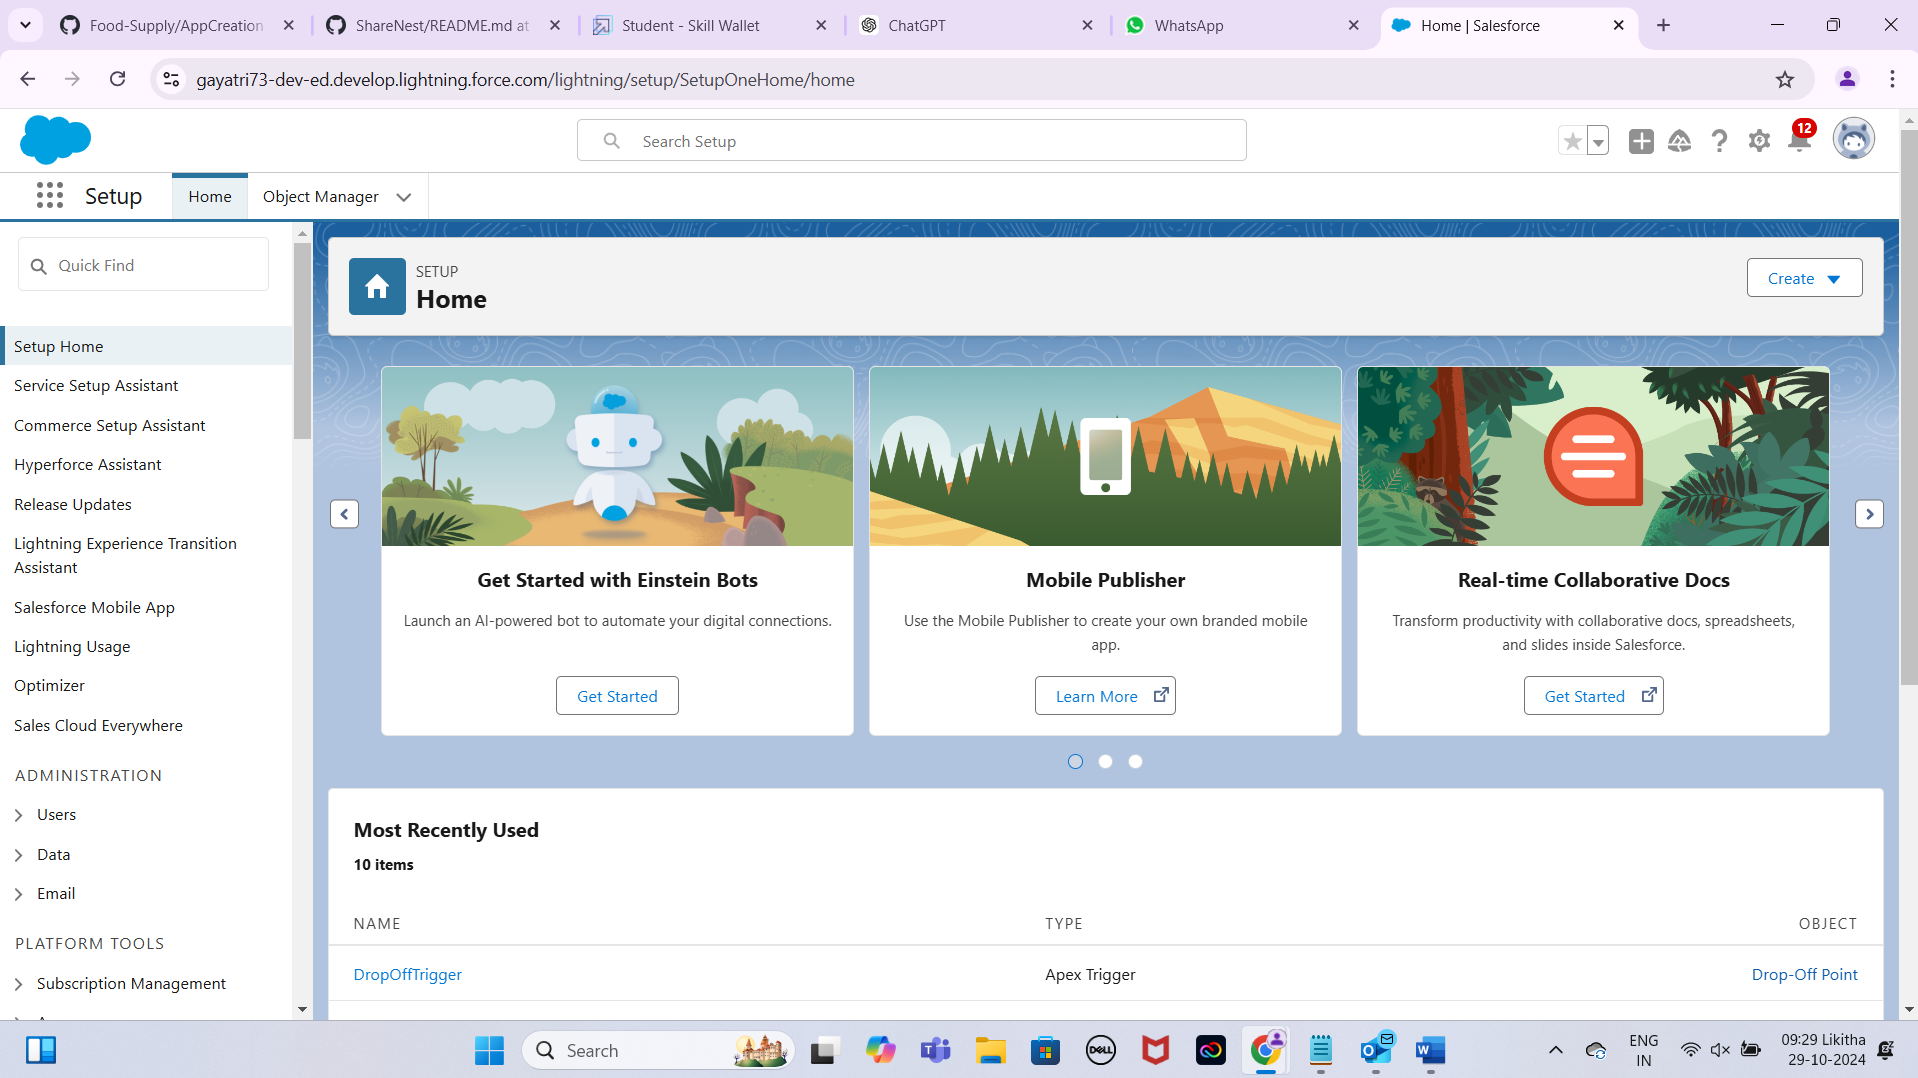 Food-Supply/AppCreation
ShareNest/README.md at
Student - Skill Wallet
ChatGPT
WhatsApp
Home | Salesforce
gayatri73-dev-ed.develop.lightning.force.com/lightning/setup/SetupOneHome/home
Search Setup
12
Setup
Home
Object Manager
Quick Find
Setup Home
Service Setup Assistant
Commerce Setup Assistant
Hyperforce Assistant
Release Updates
Lightning Experience Transition
Assistant
Salesforce Mobile App
Lightning Usage
Optimizer
Sales Cloud Everywhere
ADMINISTRATION
Users
Data
Email
PLATFORM TOOLS
Subscription Management
SETUP
Home
Create
Get Started with Einstein Bots
Launch an AI-powered bot to automate your digital connections.
Get Started
Mobile Publisher
Use the Mobile Publisher to create your own branded mobile
app.
Learn More
Real-time Collaborative Docs
Transform productivity with collaborative docs, spreadsheets,
and slides inside Salesforce.
Get Started
Most Recently Used
10 items
NAME TYPE OBJECT
DropOffTrigger Apex Trigger Drop-Off Point
Search
DELL
ENG
IN
09:29 Likitha
29-10-2024